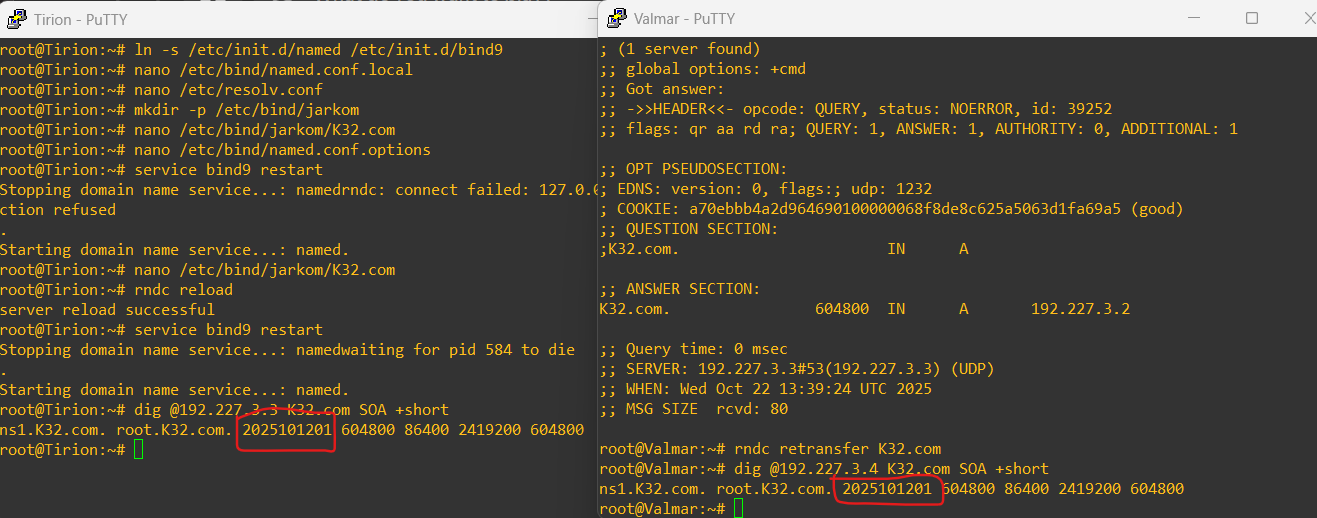 Tirion - PuTTY
root@Tirion:~# ln -s /etc/init.d/named /etc/init.d/bind9
root@Tirion:~# nano /etc/bind/named.conf.local
root@Tirion:~# nano /etc/resolv.conf
root@Tirion:~# mkdir -p /etc/bind/jarkom
root@Tirion:~# nano /etc/bind/jarkom/K32.com
root@Tirion:~# nano /etc/bind/named.conf.options
root@Tirion:~# service bind9 restart
Stopping domain name service...: namedrndc: connect failed: 127.0.0
ction refused
.
Starting domain name service...: named.
root@Tirion:~# nano /etc/bind/jarkom/K32.com
root@Tirion:~# rndc reload
server reload successful
root@Tirion:~# service bind9 restart
Stopping domain name service...: namedwaiting for pid 584 to die
.
Starting domain name service...: named.
root@Tirion:~# dig @192.227.3.3 K32.com SOA +short
ns1.K32.com. root.K32.com. 2025101201 604800 86400 2419200 604800
root@Tirion:~#
Valmar - PuTTY
; (1 server found)
;; global options: +cmd
;; Got answer:
;; ->>HEADER<<- opcode: QUERY, status: NOERROR, id: 39252
;; flags: qr aa rd ra; QUERY: 1, ANSWER: 1, AUTHORITY: 0, ADDITIONAL: 1
;; OPT PSEUDOSECTION:
; EDNS: version: 0, flags:; udp: 1232
; COOKIE: a70ebbb4a2d964690100000068f8de8c625a5063d1fa69a5 (good)
;; QUESTION SECTION:
;K32.com. IN A
;; ANSWER SECTION:
K32.com. 604800 IN A 192.227.3.2
;; Query time: 0 msec
;; SERVER: 192.227.3.3#53(192.227.3.3) (UDP)
;; WHEN: Wed Oct 22 13:39:24 UTC 2025
;; MSG SIZE rcvd: 80
root@Valmar:~# rndc retransfer K32.com
root@Valmar:~# dig @192.227.3.4 K32.com SOA +short
ns1.K32.com. root.K32.com. 2025101201 604800 86400 2419200 604800
root@Valmar:~#